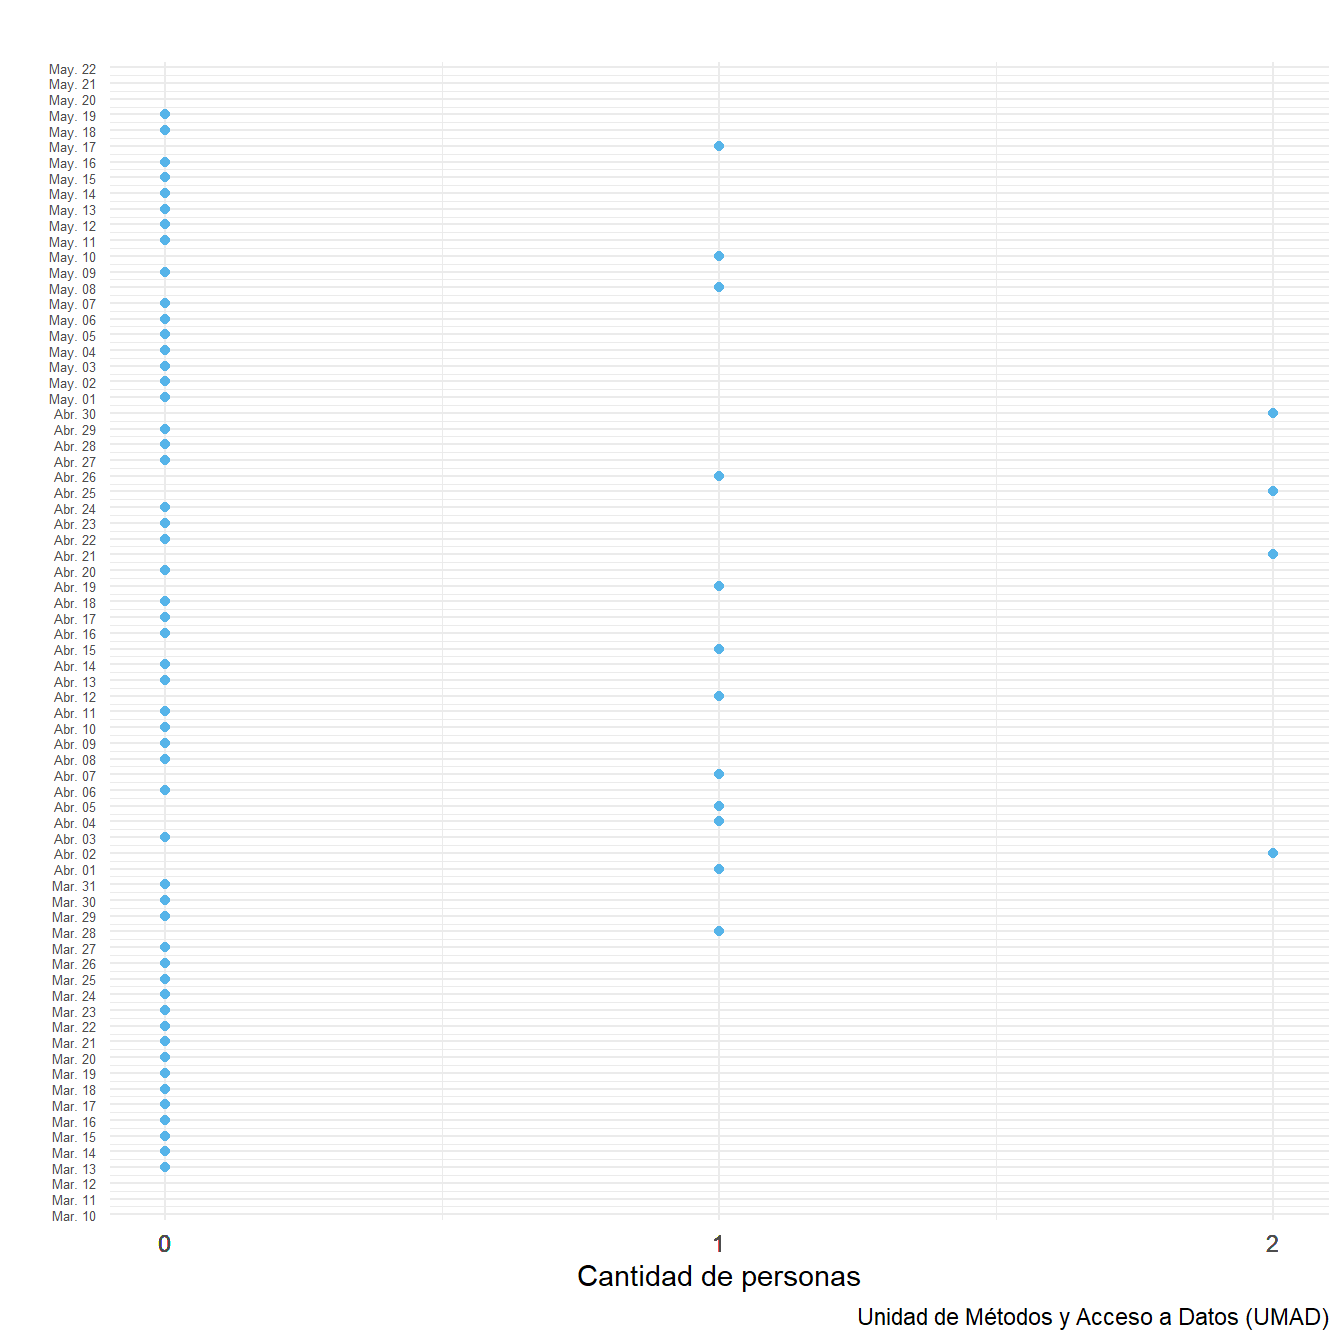 May. 22
May. 21
May. 20
May. 19
May. 18
May. 17
May. 16
May. 15
May. 14
May. 13
May. 12
May. 11
May. 10
May. 09
May. 08
May. 07
May. 06
May. 05
May. 04
May. 03
May. 02
May. 01
Abr. 30
Abr. 29
Abr. 28
Abr. 27
Abr. 26
Abr. 25
Abr. 24
Abr. 23
Abr. 22
Abr. 21
Abr. 20
Abr. 19
Abr. 18
Abr. 17
Abr. 16
Abr. 15
Abr. 14
Abr. 13
Abr. 12
Abr. 11
Abr. 10
Abr. 09
Abr. 08
Abr. 07
Abr. 06
Abr. 05
Abr. 04
Abr. 03
Abr. 02
Abr. 01
Mar. 31
Mar. 30
Mar. 29
Mar. 28
Mar. 27
Mar. 26
Mar. 25
Mar. 24
Mar. 23
Mar. 22
Mar. 21
Mar. 20
Mar. 19
Mar. 18
Mar. 17
Mar. 16
Mar. 15
Mar. 14
Mar. 13
Mar. 12
Mar. 11
Mar. 10
0 1 2
Cantidad de personas
Unidad de Métodos y Acceso a Datos (UMAD)